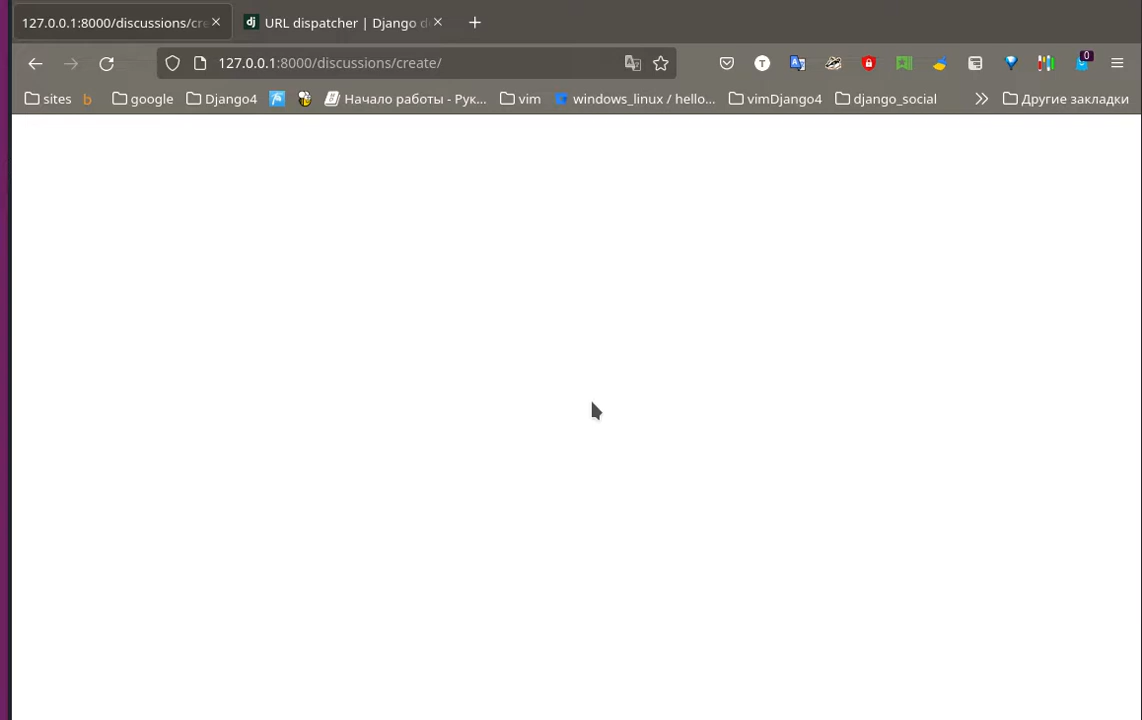 127.0.0.1:8000/discussions/cre URL dispatcher | Django d
127.0.0.1:8000/discussions/create/
T 0
sites b google Django4 Начало работы - Рук... vim windows_linux / hello... vimDjango4 django_social Другие закладки